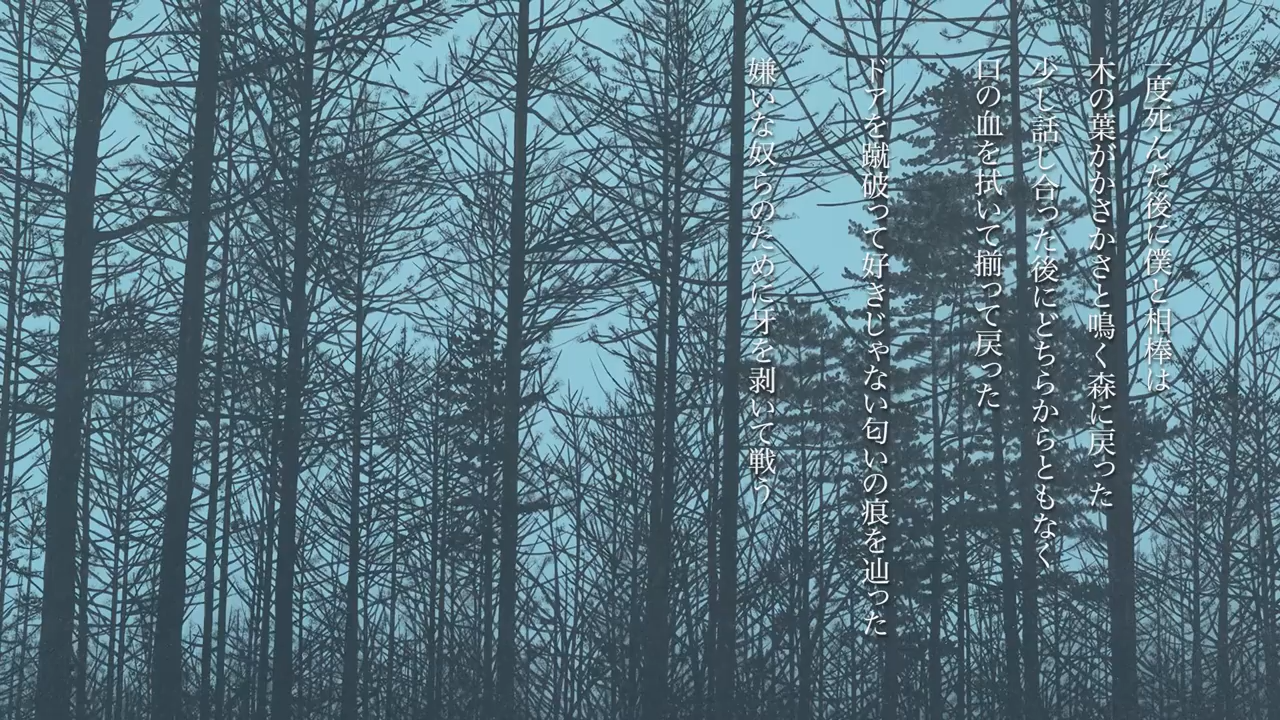 一度死んだ後に僕と相棒は
木の葉がかさかさと鳴く森に戻った
少し話し合った後にどちらからともなく
口の血を拭いて揃って戻った
ドアを蹴破って好きじゃない匂いの痕を辿った
嫌いな奴らのために牙を剥いて戦う